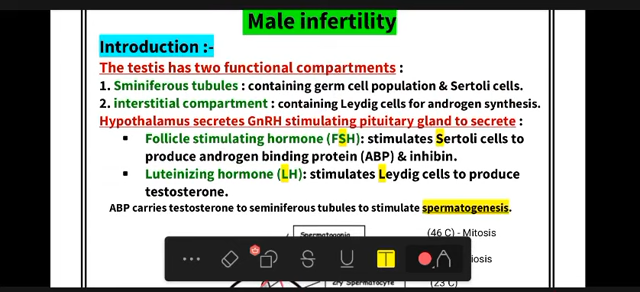 Male infertility
Introduction :-
The testis has two functional compartments :
1. Sminiferous tubules : containing germ cell population & Sertoli cells.
2. interstitial compartment : containing Leydig cells for androgen synthesis.
Hypothalamus secretes GnRH stimulating pituitary gland to secrete :
▪ Follicle stimulating hormone (FSH): stimulates Sertoli cells to
produce androgen binding protein (ABP) & inhibin.
▪ Luteinizing hormone (LH): stimulates Leydig cells to produce
testosterone.
ABP carries testosterone to seminiferous tubules to stimulate spermatogenesis.
Spermatogonia
(46 C) - Mitosis
Spermatocyte
(23 C)